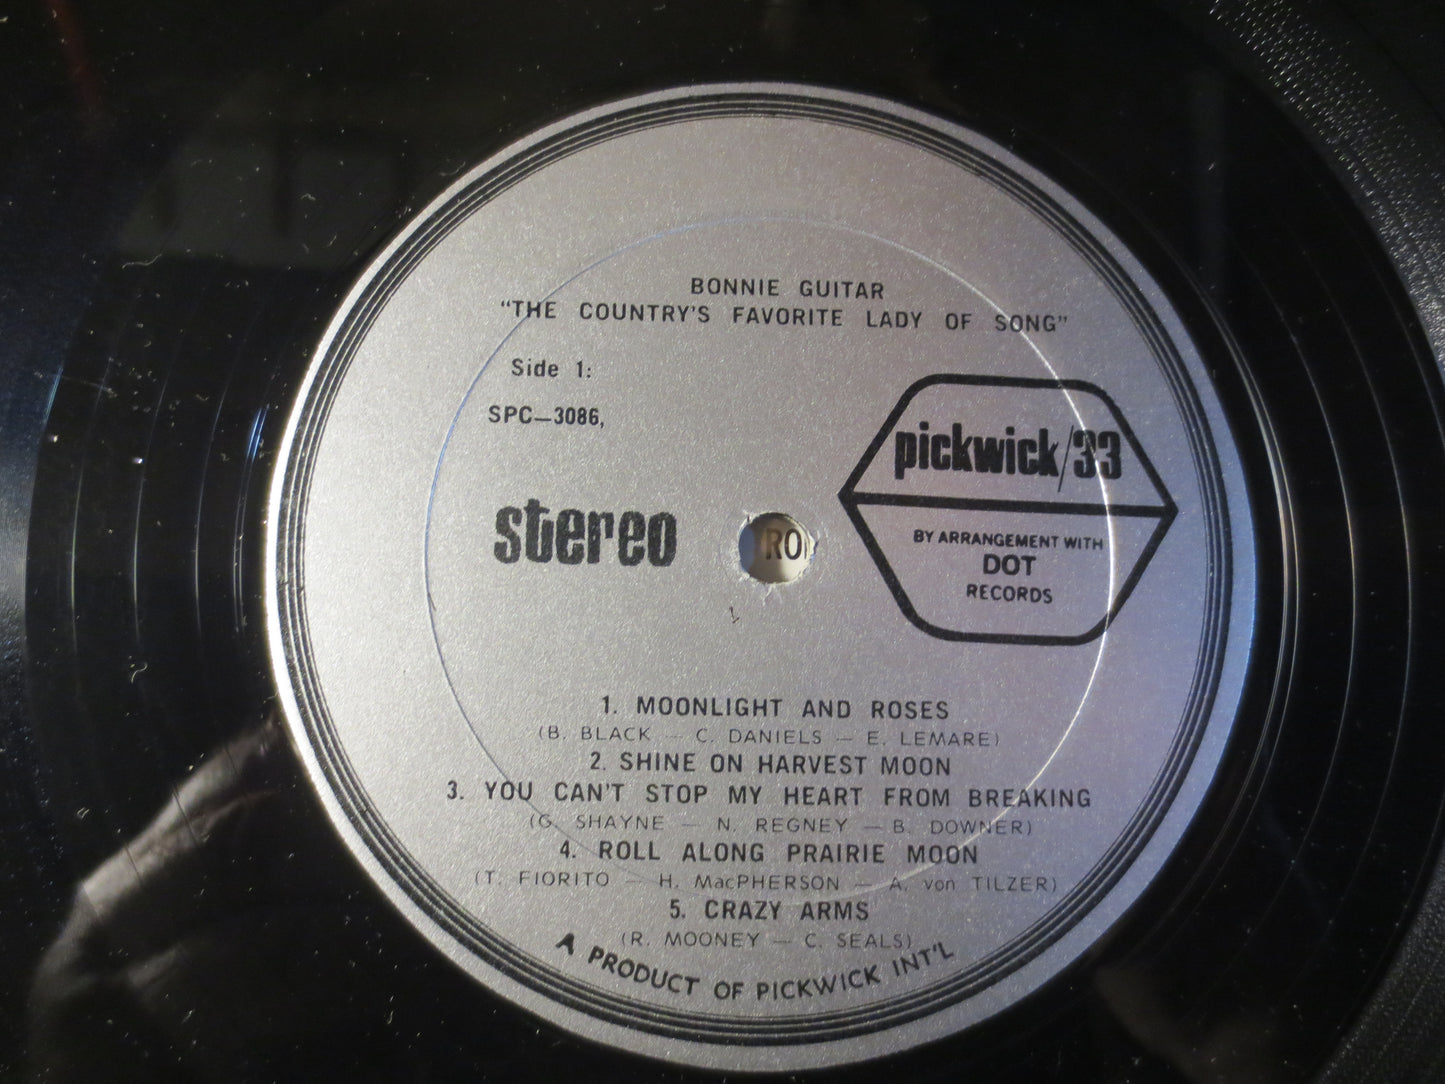 BONNIE GUITAR
"THE COUNTRY'S FAVORITE LADY OF SONG"
Side 1:
SPC-3086,
pickwick/33
stereo
RO
BY ARRANGEMENT WITH
DOT
RECORDS
1. MOONLIGHT AND ROSES
(B. BLACK - C. DANIELS - E. LEMARE)
2. SHINE ON HARVEST MOON
3. YOU CAN'T STOP MY HEART FROM BREAKING
(G. SHAYNE - N. REGNEY - B. DOWNER)
4. ROLL ALONG PRAIRIE MOON
(T. FIORITO - H. MacPHERSON - A. von TILZER)
5. CRAZY ARMS
(R. MOONEY - C. SEALS)
A PRODUCT OF PICKWICK INT'L